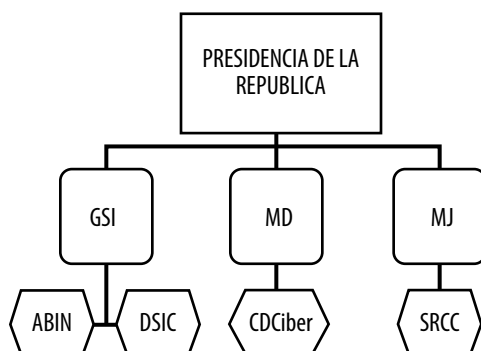 PRESIDENCIA DE LA
REPUBLICA
GSI
MD
MJ
ABIN
DSIC
CDCiber
SRCC